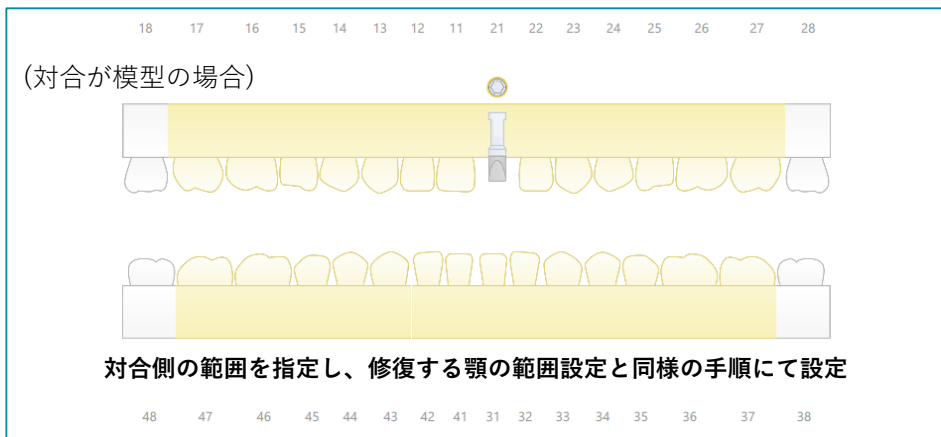 18 17 16 15 14 13 12 11 21 22 23 24 25 26 27 28
(対合が模型の場合)
対合側の範囲を指定し、修復する顎の範囲設定と同様の手順にて設定
48 47 46 45 44 43 42 41 31 32 33 34 35 36 37 38